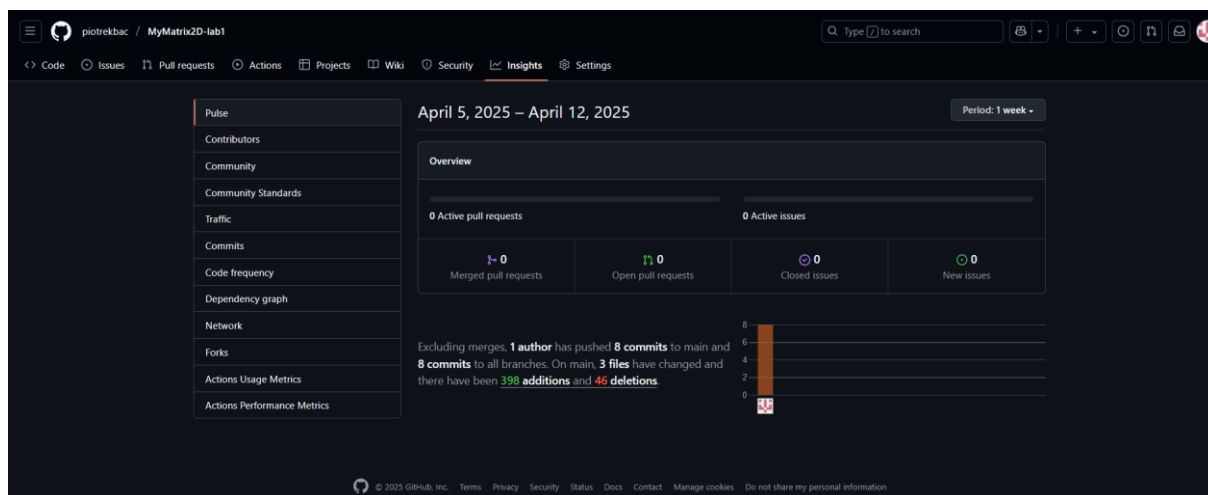 piotrekbac / MyMatrix2D-lab1
Type / to search
Code Issues Pull requests Actions Projects Wiki Security Insights Settings
Pulse
Contributors
Community
Community Standards
Traffic
Commits
Code frequency
Dependency graph
Network
Forks
Actions Usage Metrics
Actions Performance Metrics
April 5, 2025 – April 12, 2025
Period: 1 week
Overview
0 Active pull requests
0 Active issues
0
Merged pull requests
0
Open pull requests
0
Closed issues
0
New issues
Excluding merges, 1 author has pushed 8 commits to main and
8 commits to all branches. On main, 3 files have changed and
there have been 398 additions and 46 deletions.
8
6
4
2
0
© 2025 GitHub, Inc. Terms Privacy Security Status Docs Contact Manage cookies Do not share my personal information